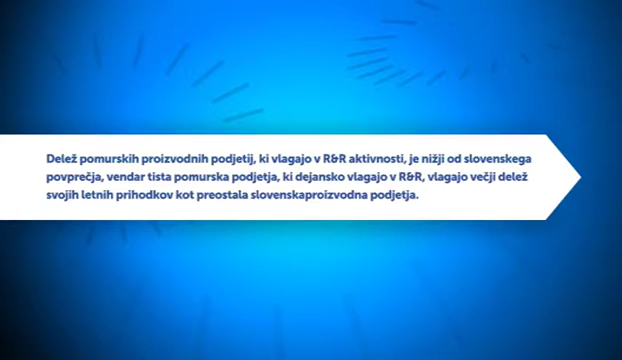 Delež pomurskih proizvodnih podjetij, ki vlagajo v R&R aktivnosti, je nižji od slovenskega
povprečja, vendar tista pomurska podjetja, ki dejansko vlagajo v R&R, vlagajo večji delež
svojih letnih prihodkov kot preostala slovenskaproizvodna podjetja.